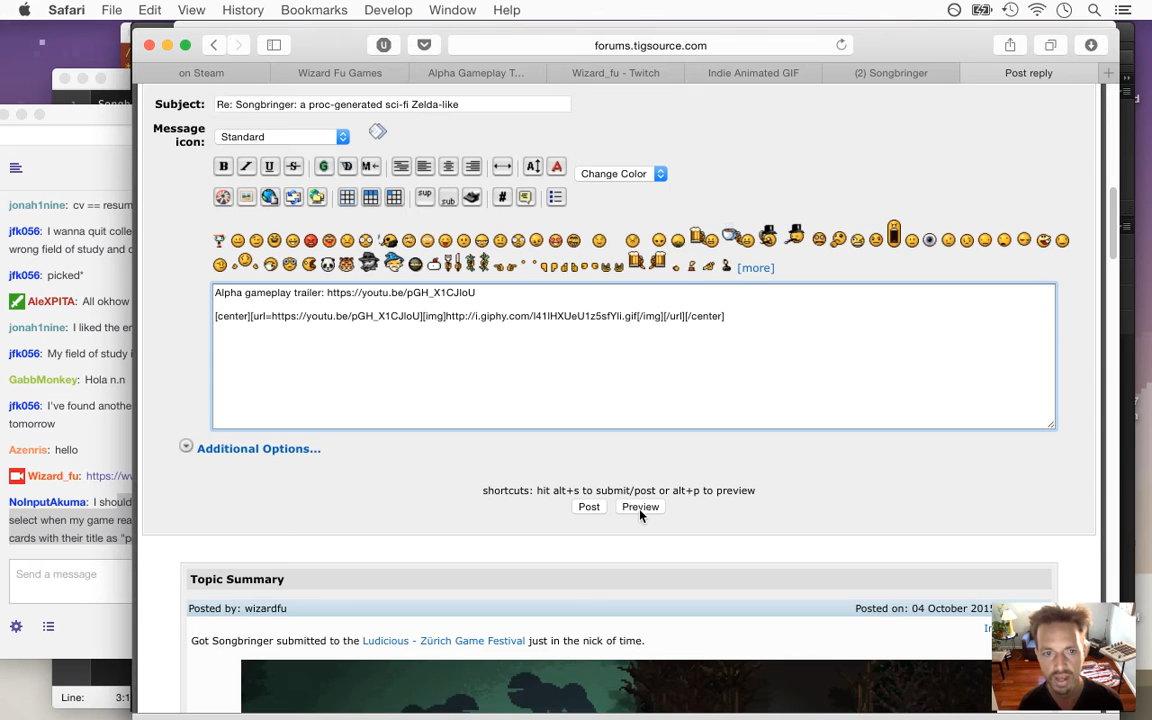 Safari File Edit View History Bookmarks Develop Window Help
forums.tigsource.com
on Steam Wizard Fu Games Alpha Gameplay T... Wizard_fu - Twitch Indie Animated GIF (2) Songbringer Post reply
Subject: Re: Songbringer: a proc-generated sci-fi Zelda-like
Message icon: Standard
Change Color
[more]
Alpha gameplay trailer: https://youtu.be/pGH_X1CJloU
[center][url=https://youtu.be/pGH_X1CJloU][img]http://i.giphy.com/l41lHXUeU1z5sfYli.gif[/img][/url][/center]
Additional Options...
shortcuts: hit alt+s to submit/post or alt+p to preview
Post Preview
Topic Summary
Posted by: wizardfu Posted on: 04 October 2015
Got Songbringer submitted to the Ludicious - Zürich Game Festival just in the nick of time.
jonah1nine: cv == resum
jfk056: I wanna quit colle
wrong field of study and c
jfk056: picked*
AleXPITA: All okhow
jonah1nine: I liked the en
jfk056: My field of study i
GabbMonkey: Hola n.n
jfk056: I've found anothe
tomorrow
Azenris: hello
Wizard_fu: https://wv
NoInputAkuma: I should
select when my game rea
cards with their title as "p
Send a message
Line: 3:1